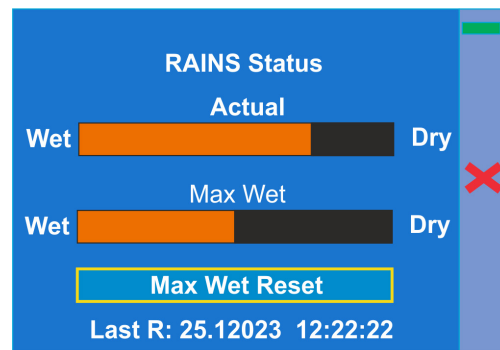 RAINS Status
Actual
Wet Dry
Max Wet
Wet Dry
Max Wet Reset
Last R: 25.12023 12:22:22